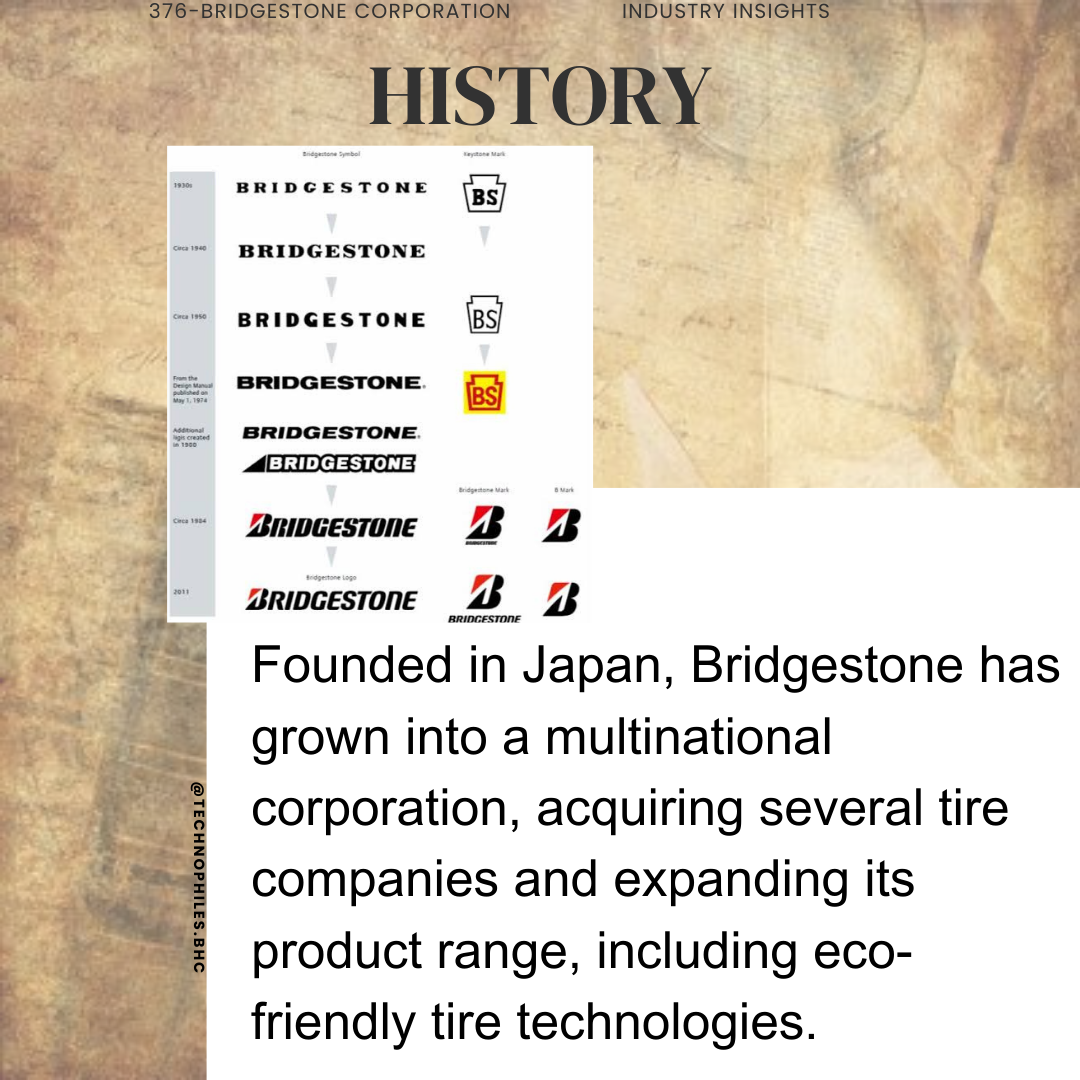 376-BRIDGESTONE CORPORATION
INDUSTRY INSIGHTS
HISTORY
Bridgestone Symbol
Keystone Mark
1930s
BRIDGESTONE
BS
Circa 1940
BRIDGESTONE
Circa 1950
BRIDGESTONE
BS
From the
Design Manual
published on
May 1, 1974
BRIDGESTONE.
BS
Additional
created
in 1980
BRIDGESTONE.
BRIDGESTONE
Bridgestone Mark
B Mark
Circa 1984
BRIDGESTONE
B
BRIDGESTONE
B
Bridgestone Logo
2011
BRIDGESTONE
B
BRIDGESTONE
B
Founded in Japan, Bridgestone has
grown into a multinational
corporation, acquiring several tire
companies and expanding its
product range, including eco-
friendly tire technologies.
@TECHNOPHILES.BHC